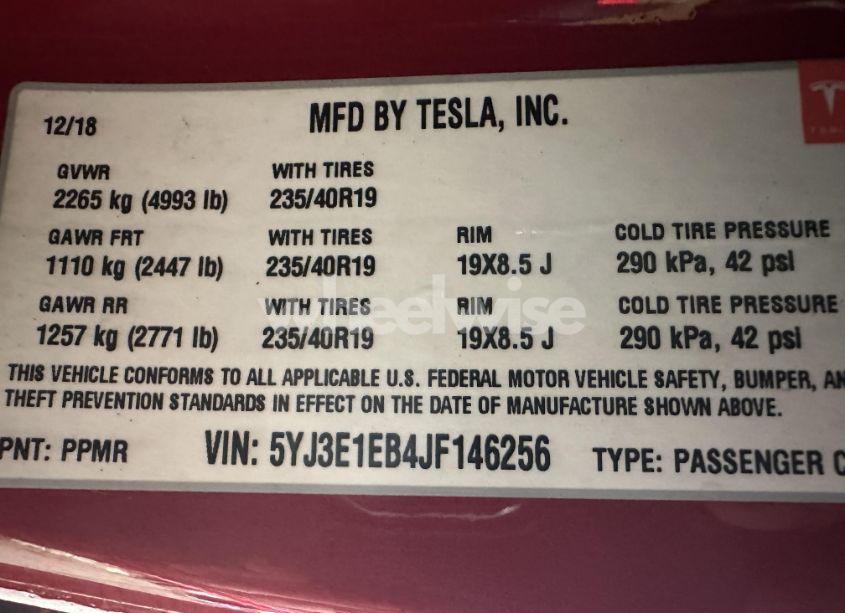 12/18 MFD BY TESLA, INC.
TESLA
GVWR WITH TIRES
2265 kg (4993 lb) 235/40R19
GAWR FRT WITH TIRES RIM COLD TIRE PRESSURE
1110 kg (2447 lb) 235/40R19 19X8.5 J 290 kPa, 42 psi
GAWR RR WITH TIRES RIM COLD TIRE PRESSURE
wheelwise
1257 kg (2771 lb) 235/40R19 19X8.5 J 290 kPa, 42 psi
THIS VEHICLE CONFORMS TO ALL APPLICABLE U.S. FEDERAL MOTOR VEHICLE SAFETY, BUMPER, AN
THEFT PREVENTION STANDARDS IN EFFECT ON THE DATE OF MANUFACTURE SHOWN ABOVE.
PNT: PPMR VIN: 5YJ3E1EB4JF146256 TYPE: PASSENGER C